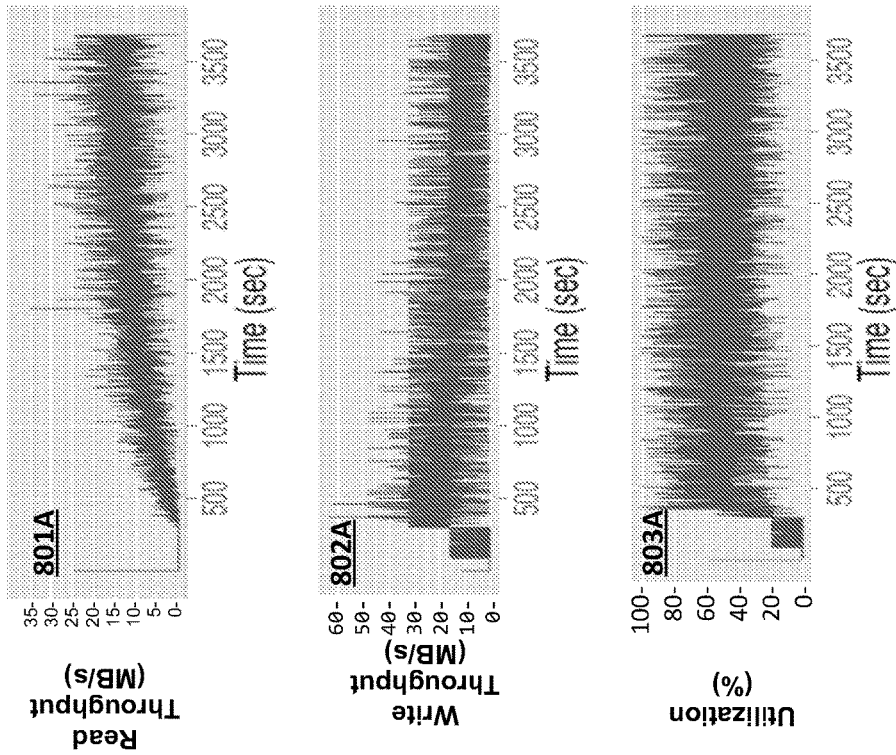 801A
35-
30-
25-
20-
15-
10-
5-
0-
Read
Throughput
(MB/s)
500 1000 1500 2000 2500 3000 3500
Time (sec)
802A
60-
50-
40-
30-
20-
10-
0-
Write
Throughput
(MB/s)
500 1000 1500 2000 2500 3000 3500
Time (sec)
803A
100-
80-
60-
40-
20-
0-
Utilization
(%)
500 1000 1500 2000 2500 3000 3500
Time (sec)